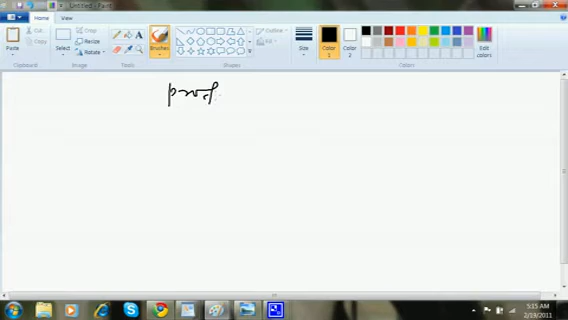 Untitled - Paint
Home View
Paste Select Crop Resize Rotate Brushes Outline Fill Size Color 1 Color 2 Edit colors
Cut
Copy
Clipboard Image Tools Shapes Colors
5:15 AM
2/19/2011